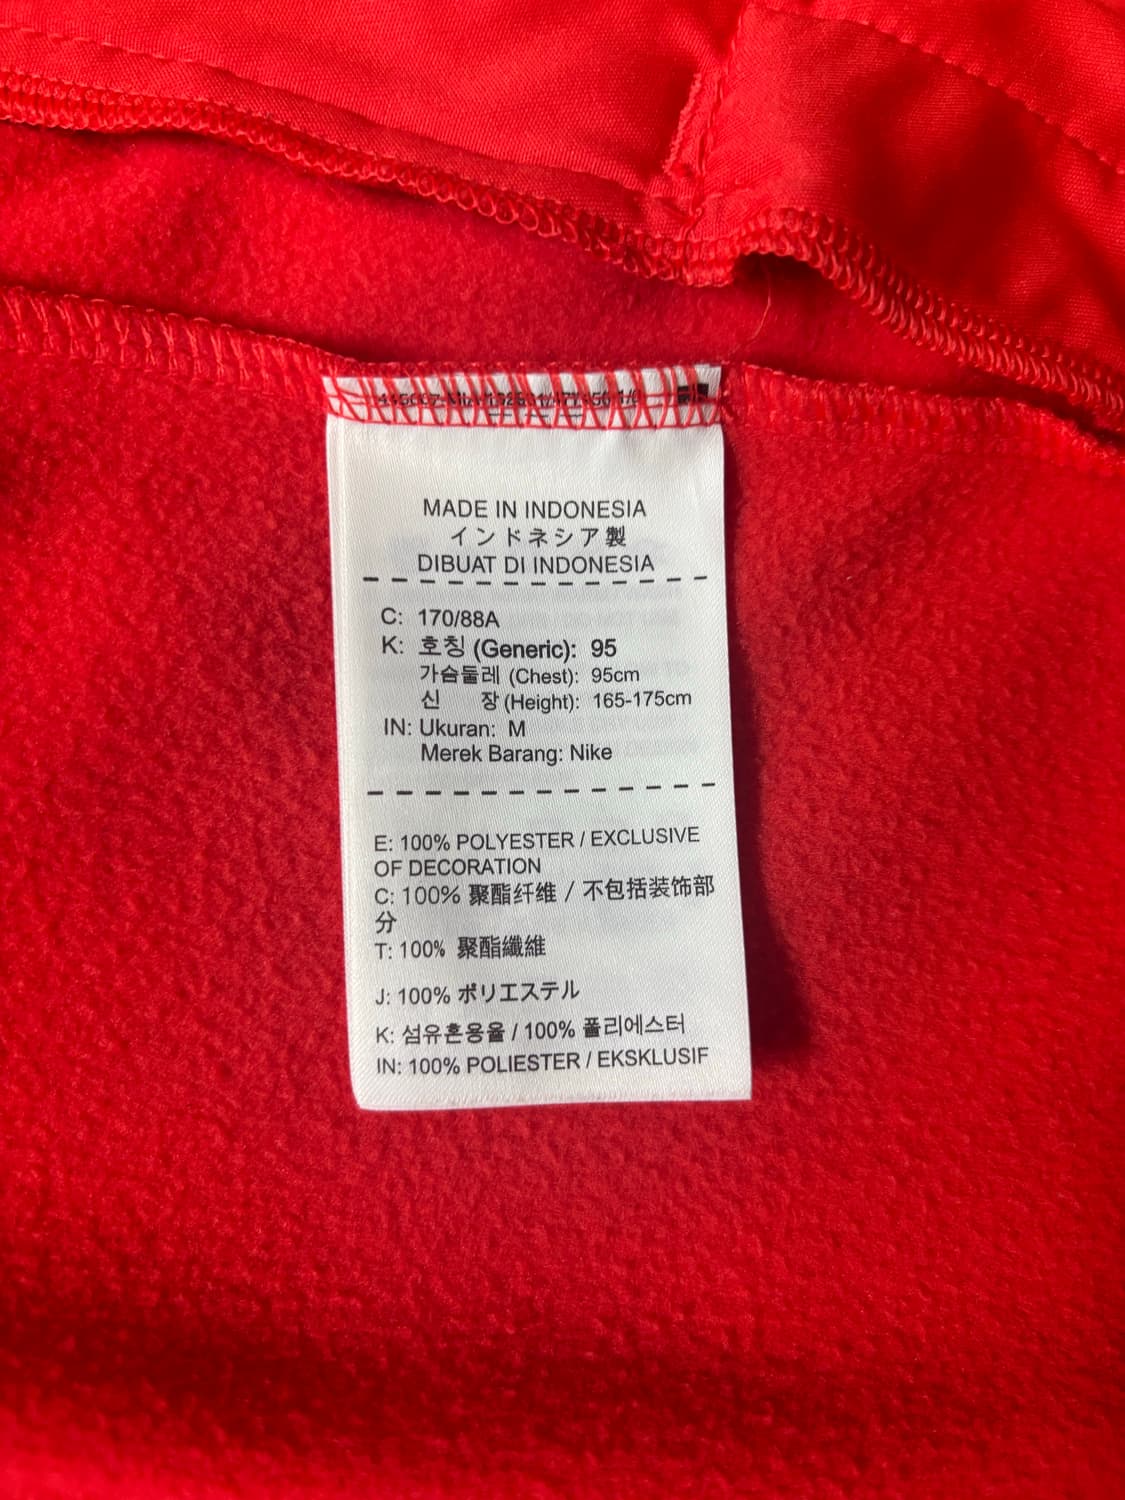 MADE IN INDONESIA
インドネシア製
DIBUAT DI INDONESIA
C: 170/88A
K: 호칭 (Generic): 95
가슴둘레 (Chest): 95cm
신 장 (Height): 165-175cm
IN: Ukuran: M
Merek Barang: Nike
E: 100% POLYESTER / EXCLUSIVE
OF DECORATION
C: 100% 聚酯纤维 / 不包括装饰部
分
T: 100% 聚酯纖維
J: 100% ポリエステル
K: 섬유혼용율 / 100% 폴리에스터
IN: 100% POLIESTER / EKSKLUSIF